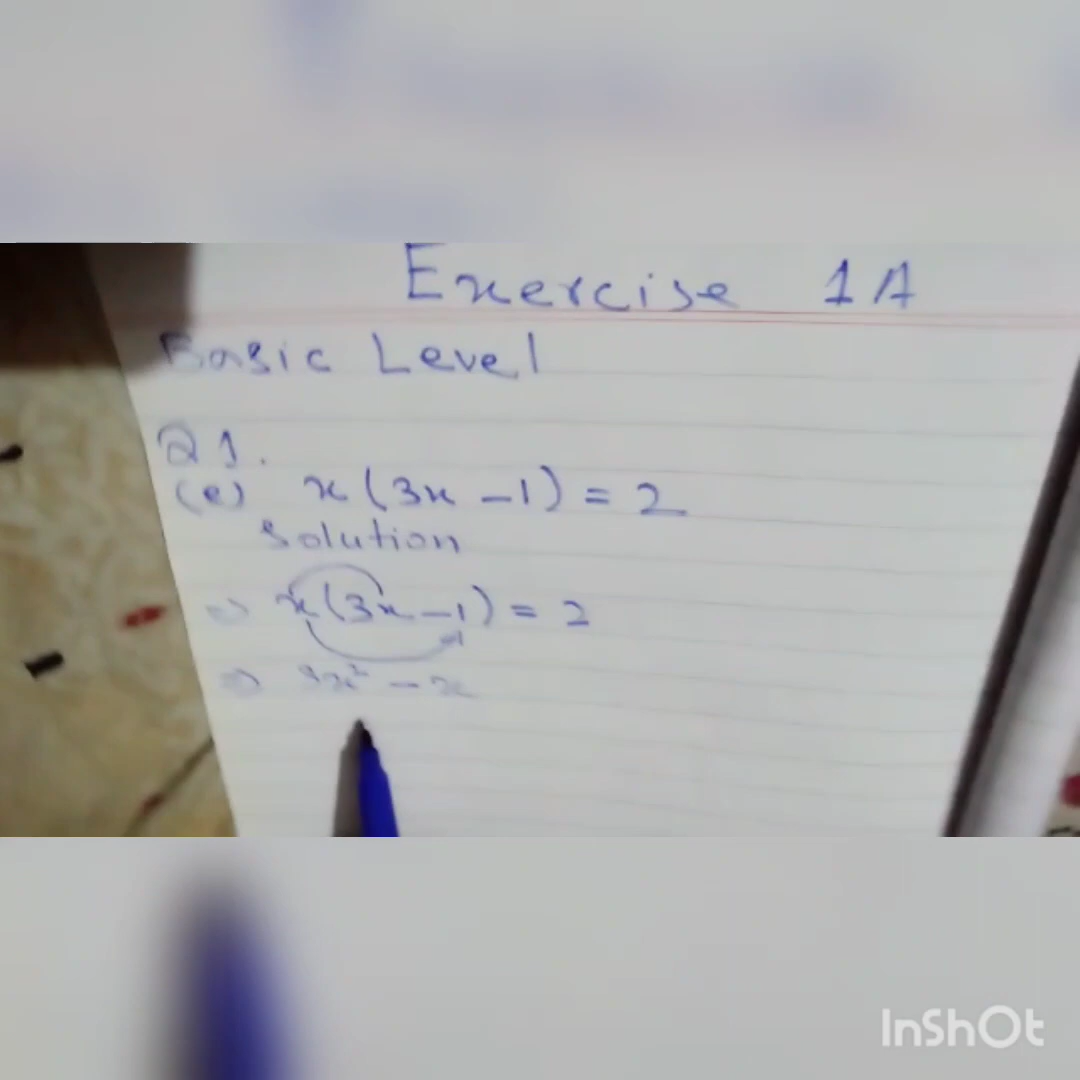 Exercise 1A
Basic Level
Q1.
(e) x(3x-1) = 2
Solution
=> x(3x-1) = 2
=> 3x² - x
InShOt